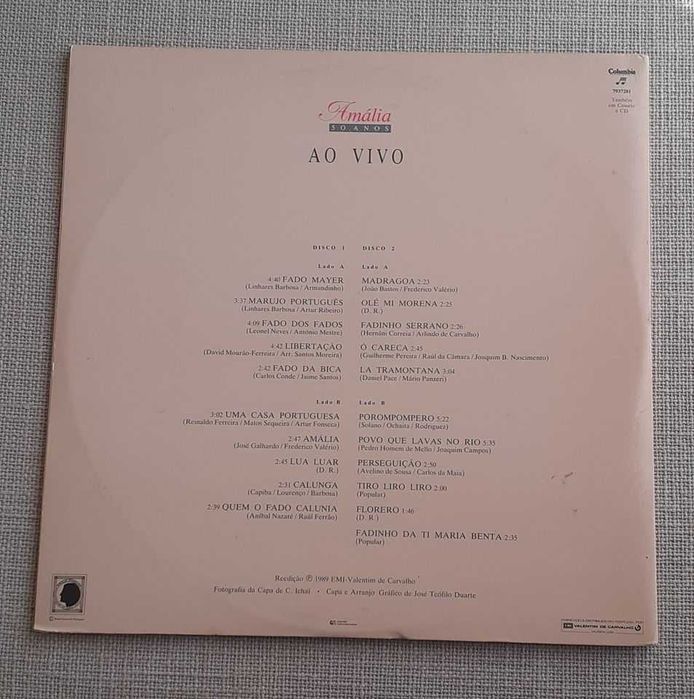 Columbia
7937281
Também
em Cassete
e CD
Amália
50 ANOS
AO VIVO
DISCO 1
Lado A
4:40 FADO MAYER
(Linhares Barbosa / Armandinho)
3:37 MARUJO PORTUGUÊS
(Linhares Barbosa / Artur Ribeiro)
4:09 FADO DOS FADOS
(Leonel Neves / António Mestre)
4:42 LIBERTAÇÃO
(David Mourão-Ferreira / Arr. Santos Moreira)
2:42 FADO DA BICA
(Carlos Conde / Jaime Santos)
Lado B
3:02 UMA CASA PORTUGUESA
(Reinaldo Ferreira / Matos Sequeira / Artur Fonseca)
2:47 AMÁLIA
(José Galhardo / Frederico Valério)
2:45 LUA LUAR
(D. R.)
2:31 CALUNGA
(Capiba / Lourenço / Barbosa)
2:39 QUEM O FADO CALUNIA
(Aníbal Nazaré / Raúl Ferrão)
DISCO 2
Lado A
MADRAGOA 2:23
(João Bastos / Frederico Valério)
OLÉ MI MORENA 2:25
(D. R.)
FADINHO SERRANO 2:26
(Hernâni Correia / Arlindo de Carvalho)
Ó CARECA 2:45
(Guilherme Pereira / Raúl da Câmara / Joaquim B. Nascimento)
LA TRAMONTANA 3:04
(Daniel Pace / Mário Panzeri)
Lado B
POROMPOMPERO 5:22
(Solano / Ochaita / Rodriguez)
POVO QUE LAVAS NO RIO 5:35
(Pedro Homem de Mello / Joaquim Campos)
PERSEGUIÇÃO 2:50
(Avelino de Sousa / Carlos da Maia)
TIRO LIRO LIRO 2:00
(Popular)
FLORERO 1:46
(D. R.)
FADINHO DA TI MARIA BENTA 2:35
(Popular)
Reedição ℗ 1989 EMI-Valentim de Carvalho
Fotografia da Capa de C. Ichaï • Capa e Arranjo Gráfico de José Teófilo Duarte
EMI VALENTIM DE CARVALHO